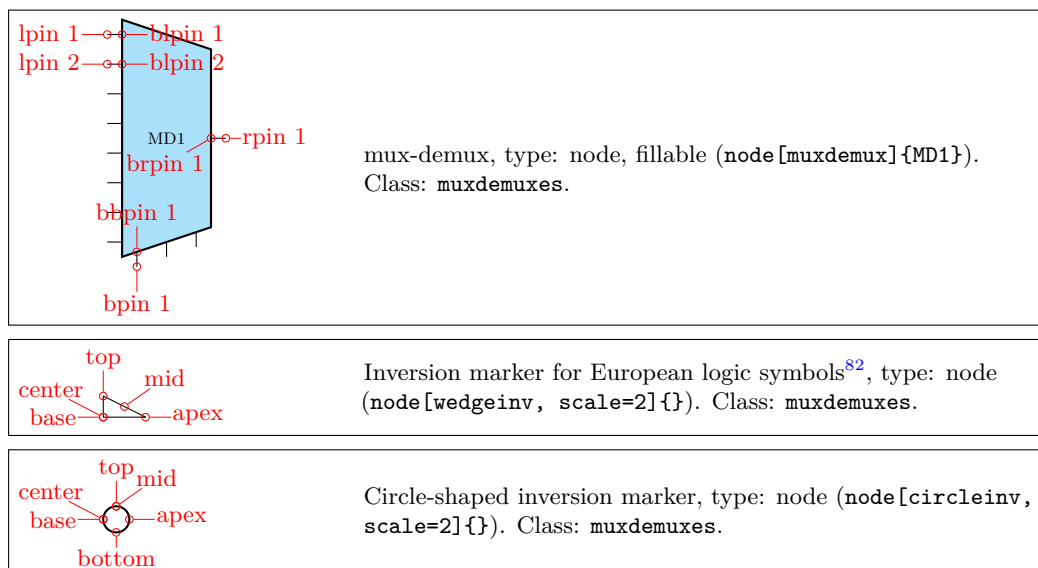 lpin 1 blpin 1
lpin 2 blpin 2
MD1 rpin 1
brpin 1
bbpin 1
bpin 1
mux-demux, type: node, fillable (node[muxdemux]{MD1}).
Class: muxdemuxes.
top
mid
center
base apex
Inversion marker for European logic symbols82, type: node
(node[wedgeinv, scale=2]{}). Class: muxdemuxes.
top
mid
center
base apex
bottom
Circle-shaped inversion marker, type: node (node[circleinv,
scale=2]{}). Class: muxdemuxes.